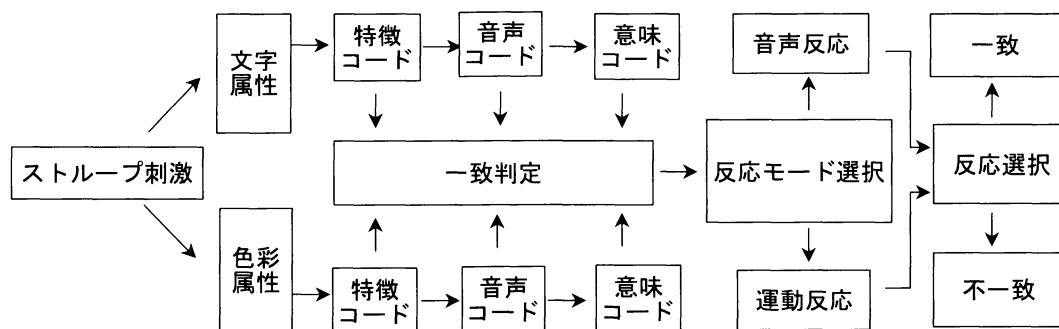 ストループ刺激
文字
属性
特徴
コード
音声
コード
意味
コード
一致判定
色彩
属性
特徴
コード
音声
コード
意味
コード
音声反応
反応モード選択
運動反応
一致
反応選択
不一致